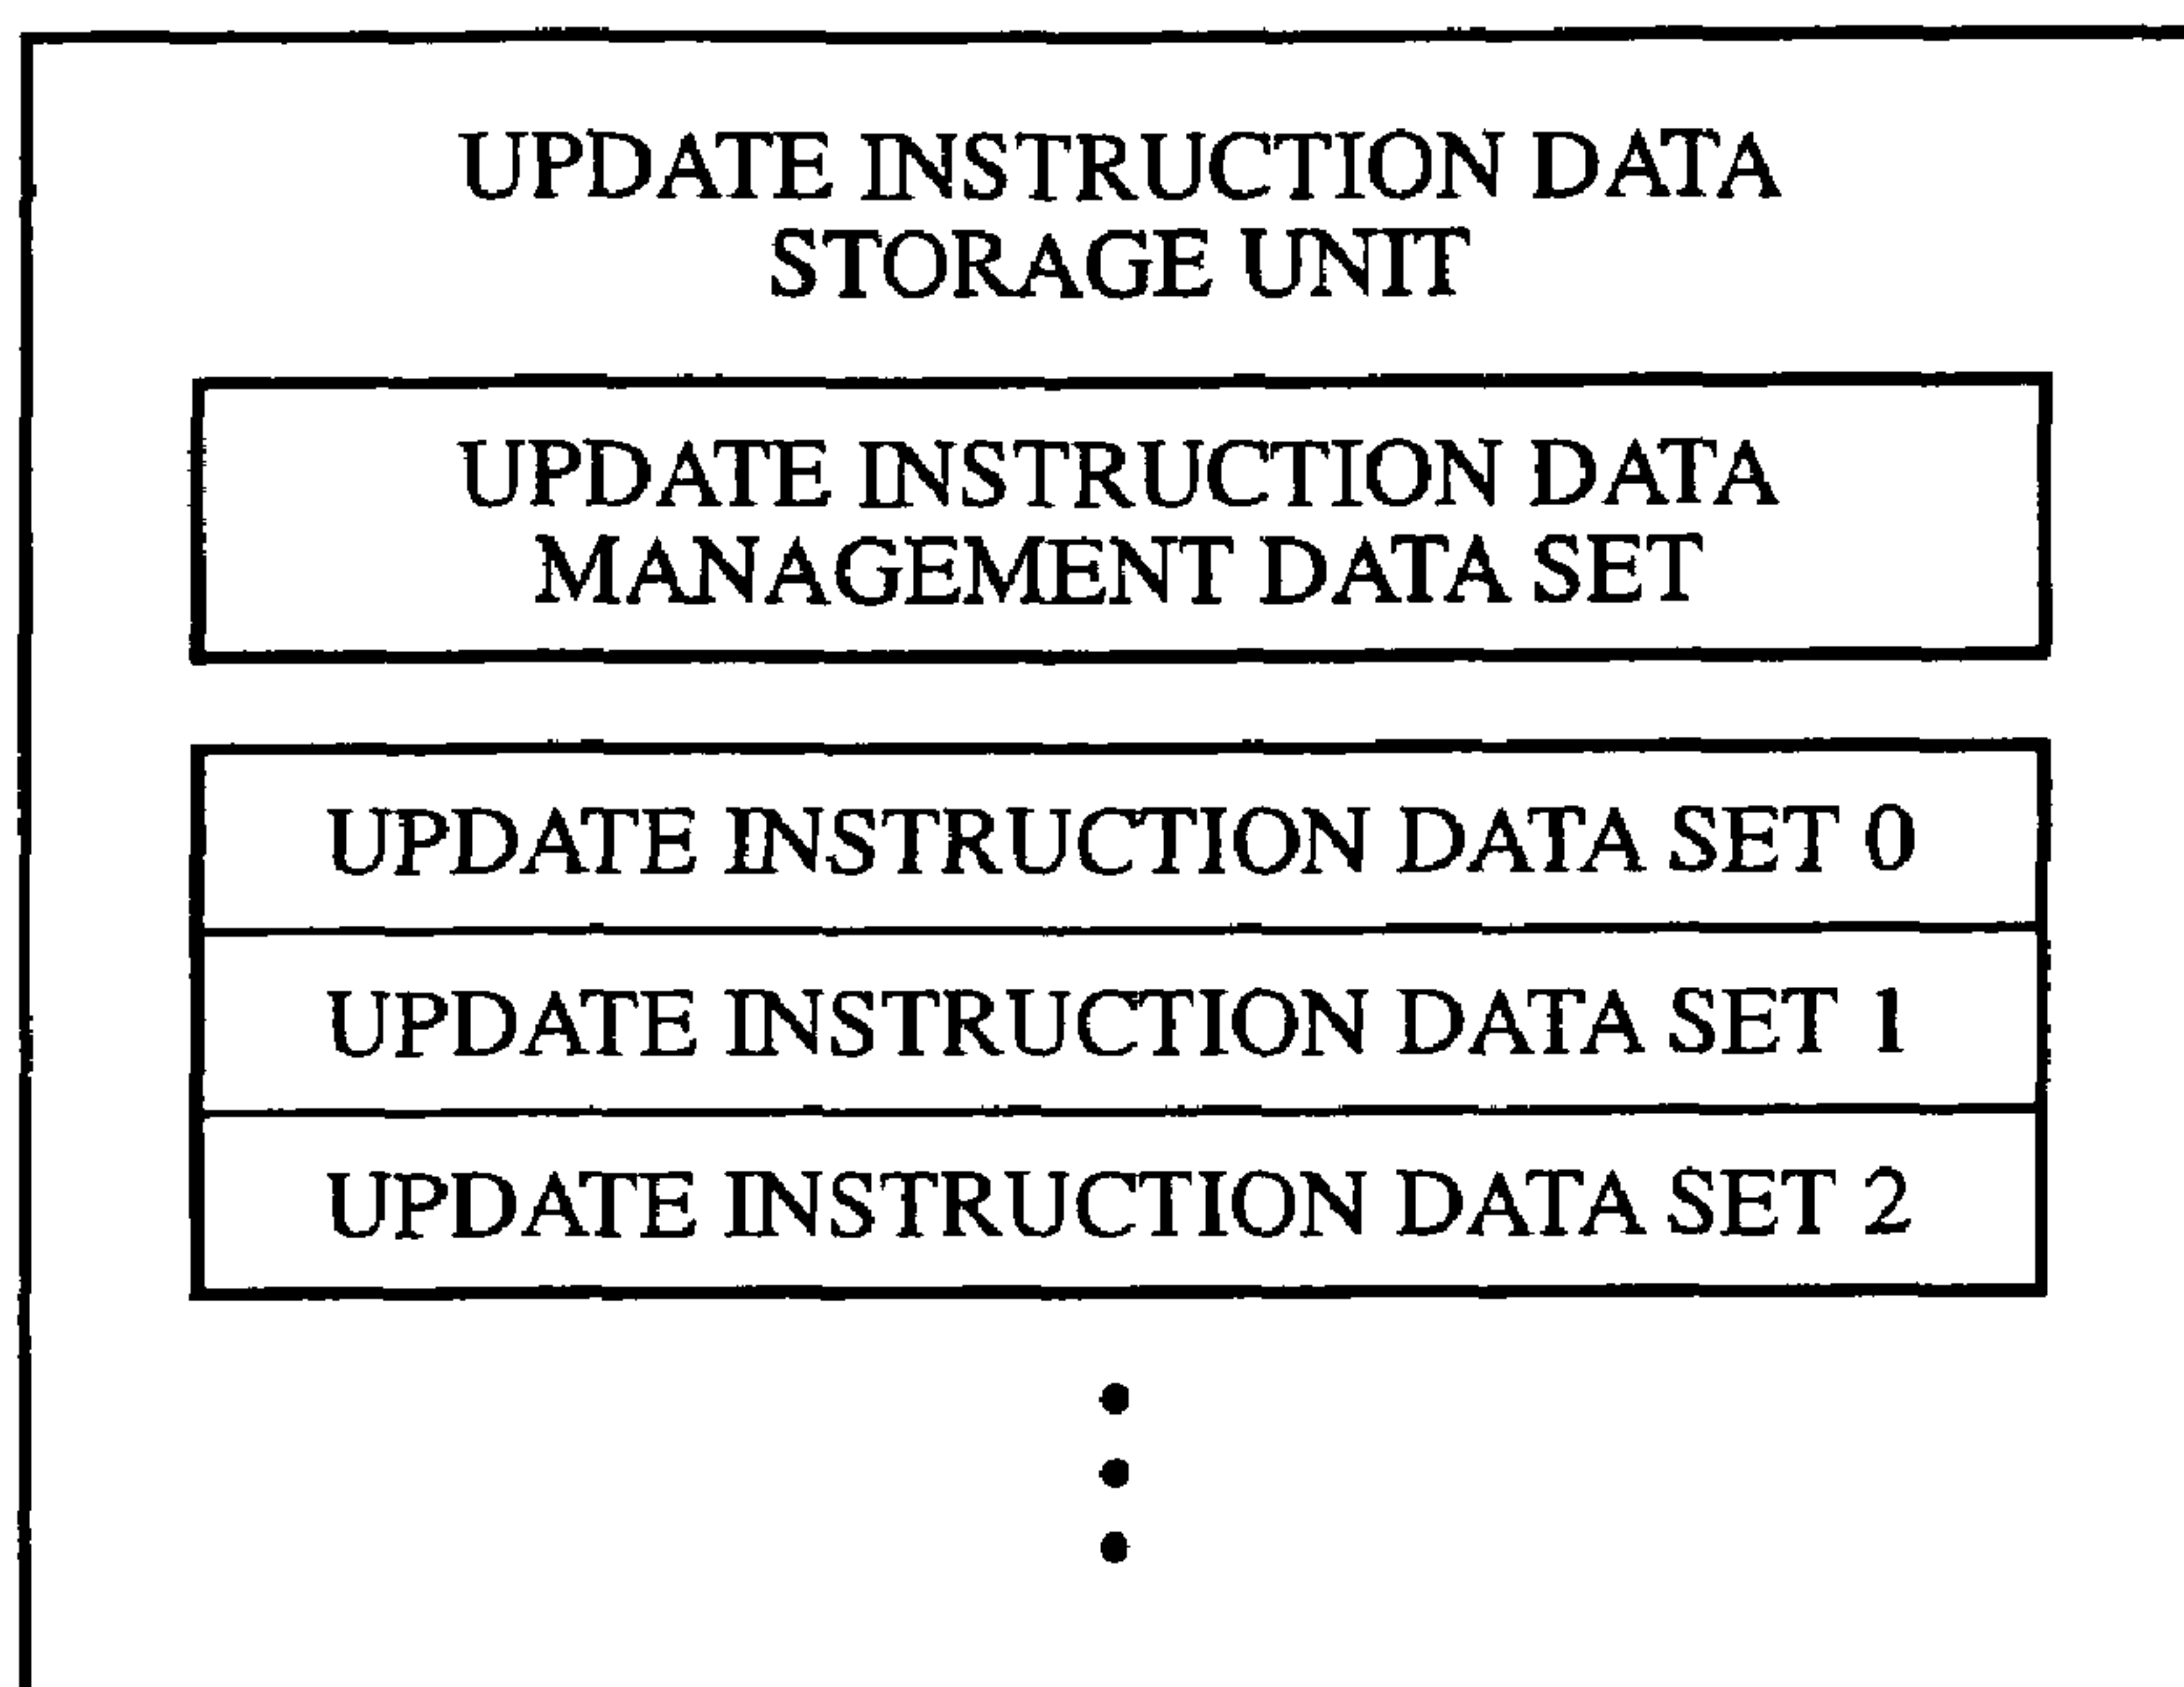 UPDATE INSTRUCTION DATA
STORAGE UNIT
UPDATE INSTRUCTION DATA
MANAGEMENT DATA SET
UPDATE INSTRUCTION DATA SET 0
UPDATE INSTRUCTION DATA SET 1
UPDATE INSTRUCTION DATA SET 2